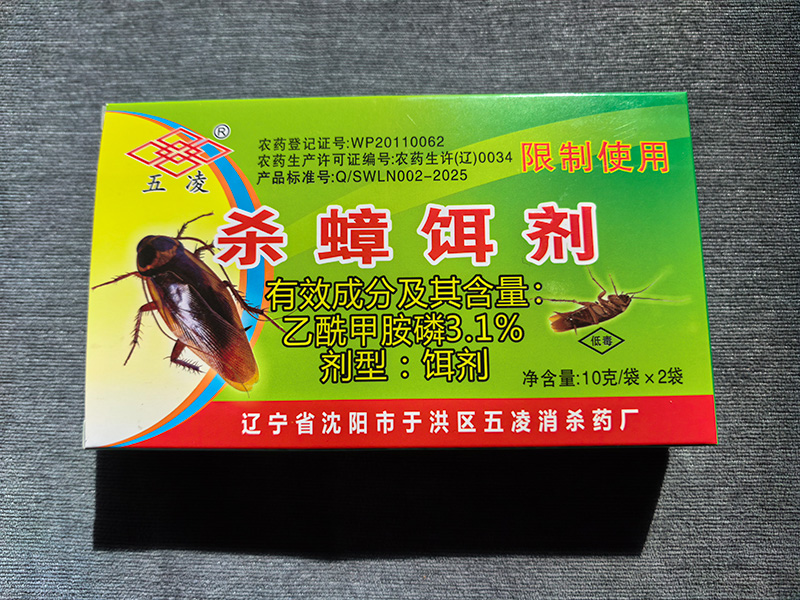 ®
五凌
农药登记证号:WP20110062
农药生产许可证编号:农药生许(辽)0034
产品标准号:Q/SWLN002-2025
限制使用
杀蟑饵剂
有效成分及其含量:
乙酰甲胺磷3.1%
剂型:饵剂
低毒
净含量:10克/袋×2袋
辽宁省沈阳市于洪区五凌消杀药厂